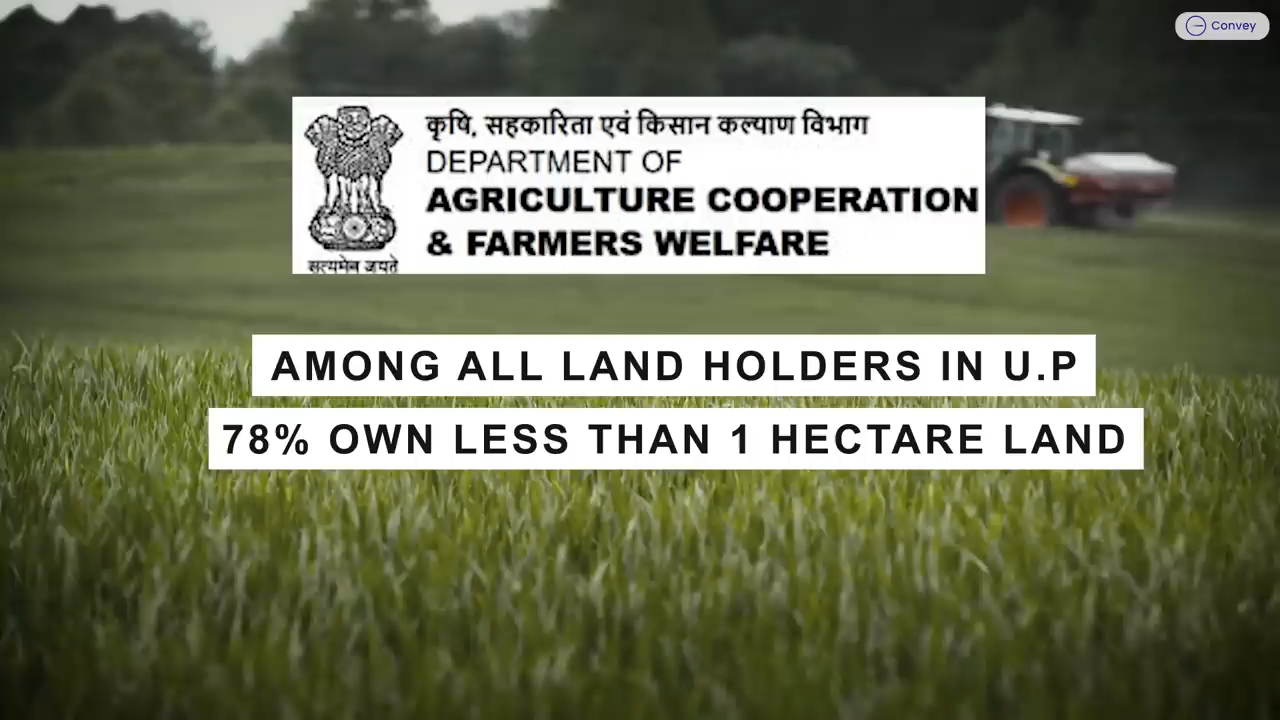 Convey
कृषि, सहकारिता एवं किसान कल्याण विभाग
DEPARTMENT OF
AGRICULTURE COOPERATION
& FARMERS WELFARE
सत्यमेव जयते
AMONG ALL LAND HOLDERS IN U.P
78% OWN LESS THAN 1 HECTARE LAND